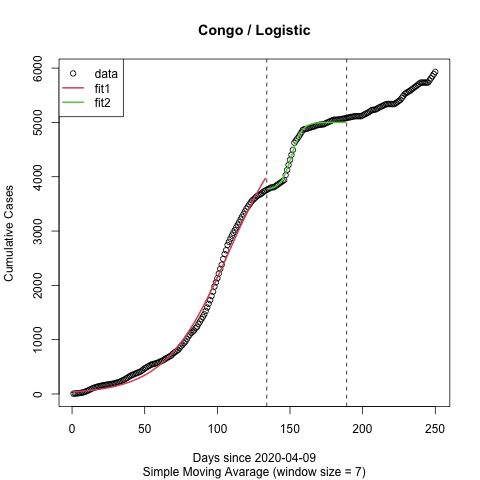 Congo / Logistic
data
fit1
fit2
Cumulative Cases
0
1000
2000
3000
4000
5000
6000
0
50
100
150
200
250
Days since 2020-04-09
Simple Moving Avarage (window size = 7)